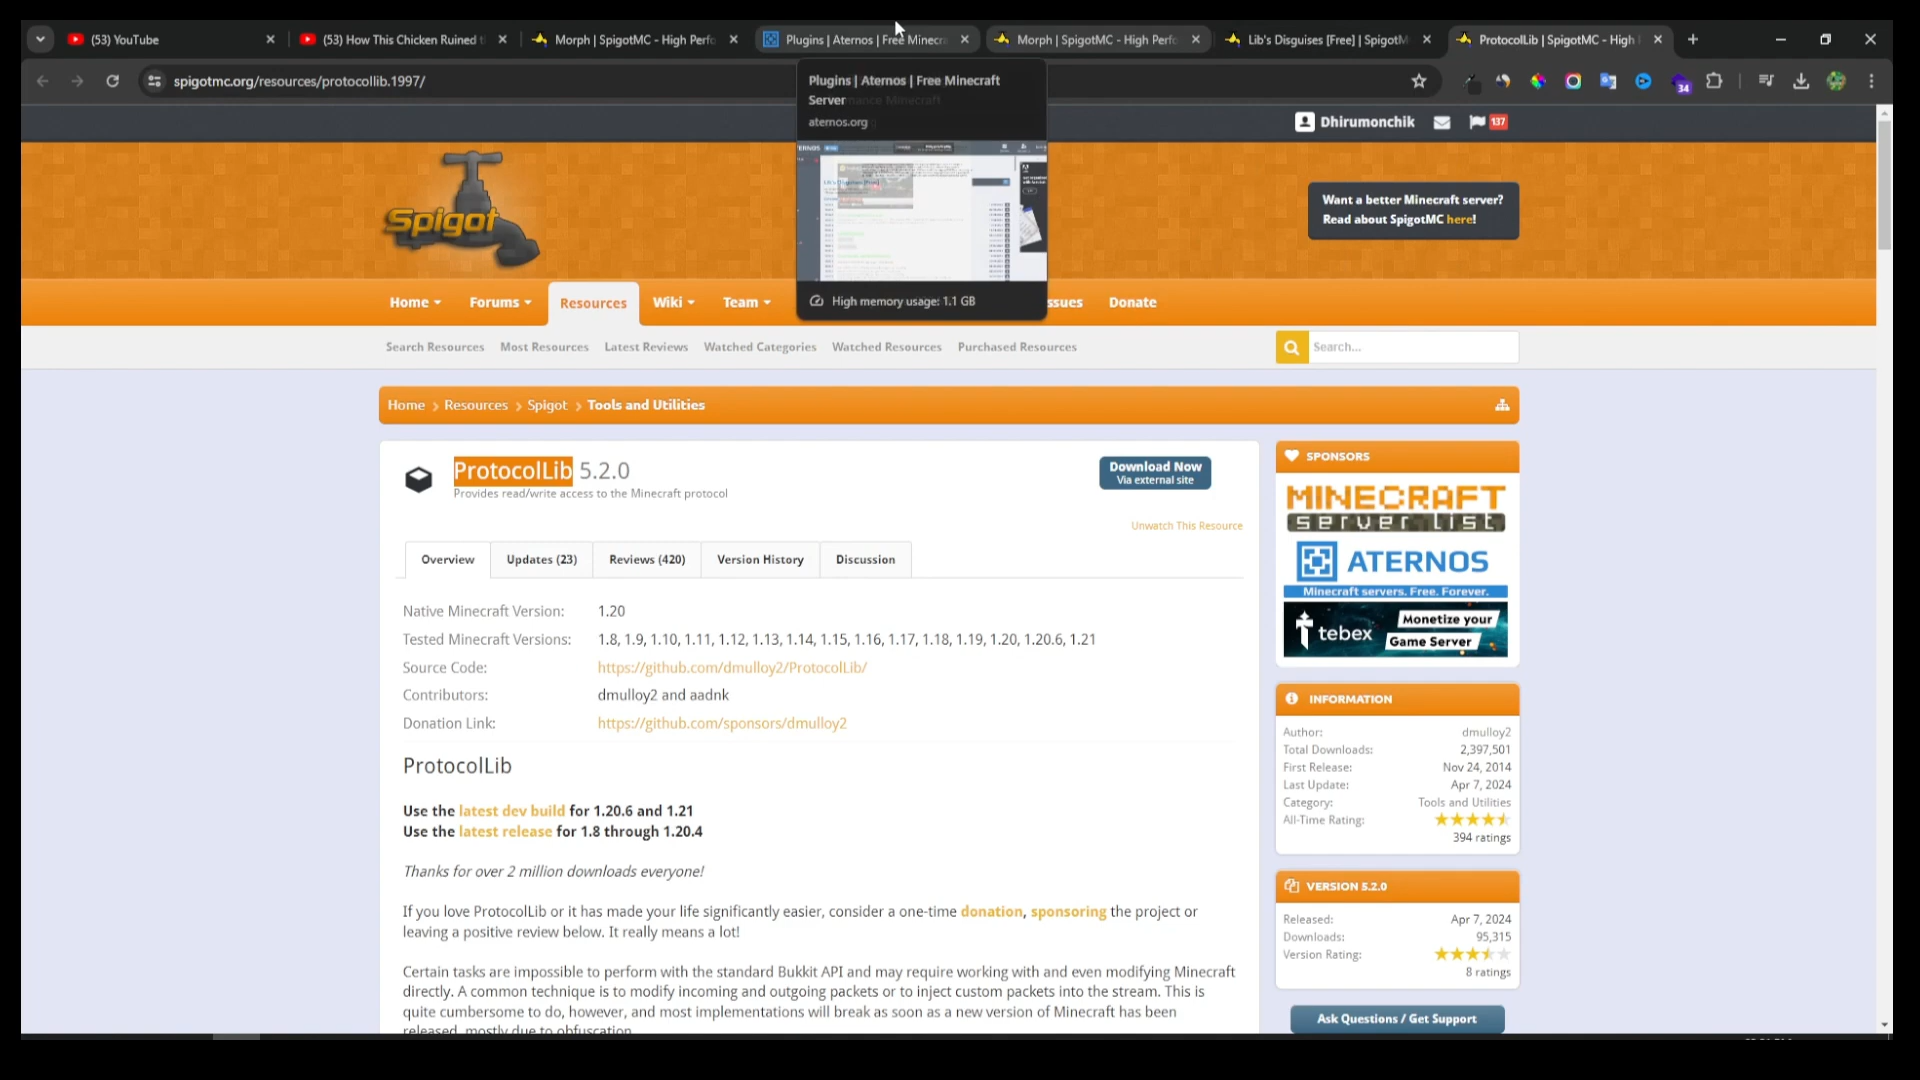 (53) YouTube
(53) How This Chicken Ruined t
Morph | SpigotMC - High Perfo
Plugins | Aternos | Free Minecra
Morph | SpigotMC - High Perfo
Lib's Disguises [Free] | SpigotM
ProtocolLib | SpigotMC - High
spigotmc.org/resources/protocollib.1997/
34
Plugins | Aternos | Free Minecraft
Server
aternos.org
High memory usage: 1.1 GB
Dhirumonchik
137
Spigot
Want a better Minecraft server?
Read about SpigotMC here!
Home
Forums
Resources
Wiki
Team
ssues
Donate
Search Resources
Most Resources
Latest Reviews
Watched Categories
Watched Resources
Purchased Resources
Search...
Home > Resources > Spigot > Tools and Utilities
ProtocolLib 5.2.0
Provides read/write access to the Minecraft protocol
Download Now
Via external site
Unwatch This Resource
Overview
Updates (23)
Reviews (420)
Version History
Discussion
Native Minecraft Version: 1.20
Tested Minecraft Versions: 1.8, 1.9, 1.10, 1.11, 1.12, 1.13, 1.14, 1.15, 1.16, 1.17, 1.18, 1.19, 1.20, 1.20.6, 1.21
Source Code: https://github.com/dmulloy2/ProtocolLib/
Contributors: dmulloy2 and aadnk
Donation Link: https://github.com/sponsors/dmulloy2
ProtocolLib
Use the latest dev build for 1.20.6 and 1.21
Use the latest release for 1.8 through 1.20.4
Thanks for over 2 million downloads everyone!
If you love ProtocolLib or it has made your life significantly easier, consider a one-time donation, sponsoring the project or
leaving a positive review below. It really means a lot!
Certain tasks are impossible to perform with the standard Bukkit API and may require working with and even modifying Minecraft
directly. A common technique is to modify incoming and outgoing packets or to inject custom packets into the stream. This is
quite cumbersome to do, however, and most implementations will break as soon as a new version of Minecraft has been
released, mostly due to obfuscation.
SPONSORS
MINECRAFT
server list
ATERNOS
Minecraft servers. Free. Forever.
tebex
Monetize your
Game Server
INFORMATION
Author: dmulloy2
Total Downloads: 2,397,501
First Release: Nov 24, 2014
Last Update: Apr 7, 2024
Category: Tools and Utilities
All-Time Rating:
394 ratings
VERSION 5.2.0
Released: Apr 7, 2024
Downloads: 95,315
Version Rating:
8 ratings
Ask Questions / Get Support